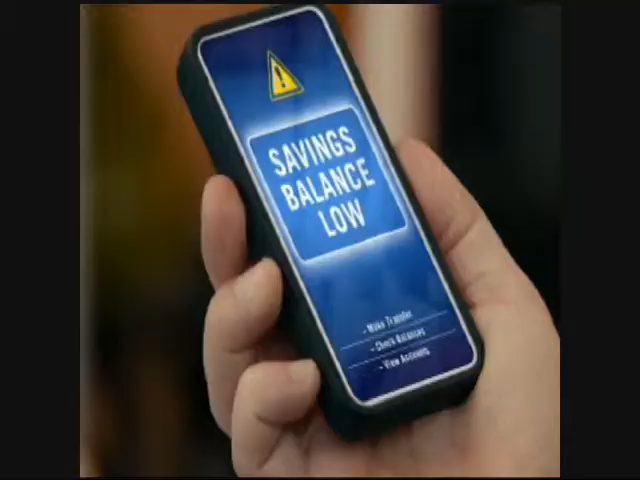 !
SAVINGS
BALANCE
LOW
- Make Transfer
- Check Balances
- View Accounts